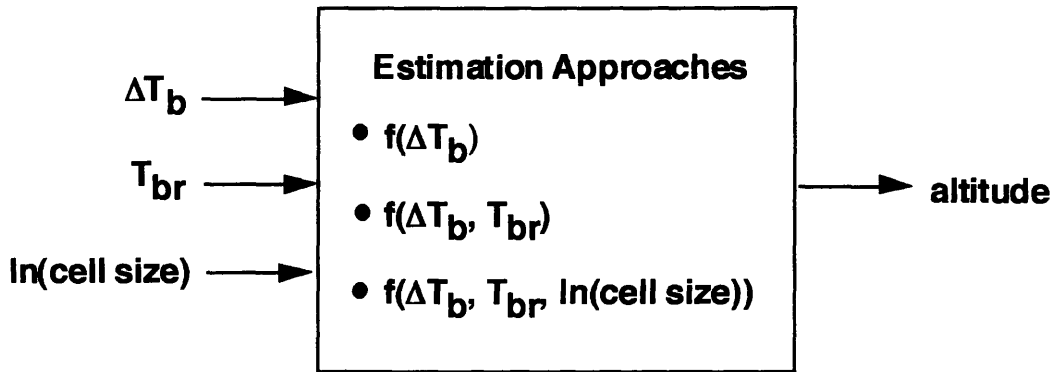 Estimation Approaches
ΔT_b
• f(ΔT_b)
T_br
• f(ΔT_b, T_br)
altitude
ln(cell size)
• f(ΔT_b, T_br, ln(cell size))